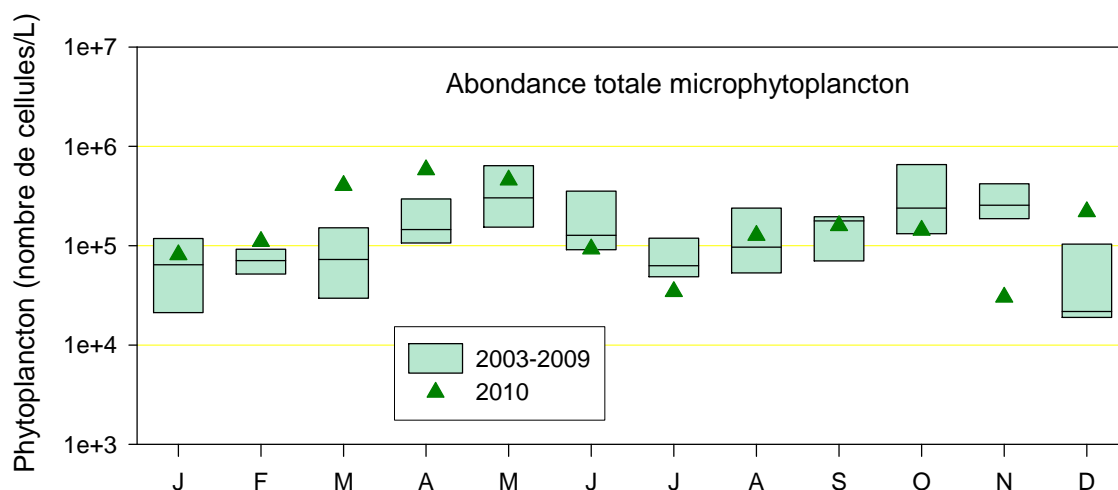 Phytoplancton (nombre de cellules/L)
1e+7
1e+6
1e+5
1e+4
1e+3
Abondance totale microphytoplancton
2003-2009
2010
J F M A M J J A S O N D